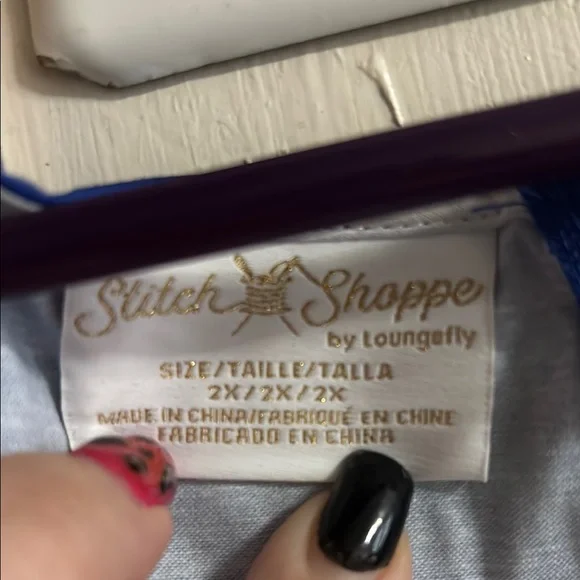 Stitch Shoppe
by Loungefly
SIZE/TAILLE/TALLA
2X/2X/2X
MADE IN CHINA/FABRIQUÉ EN CHINE
FABRICADO EN CHINA